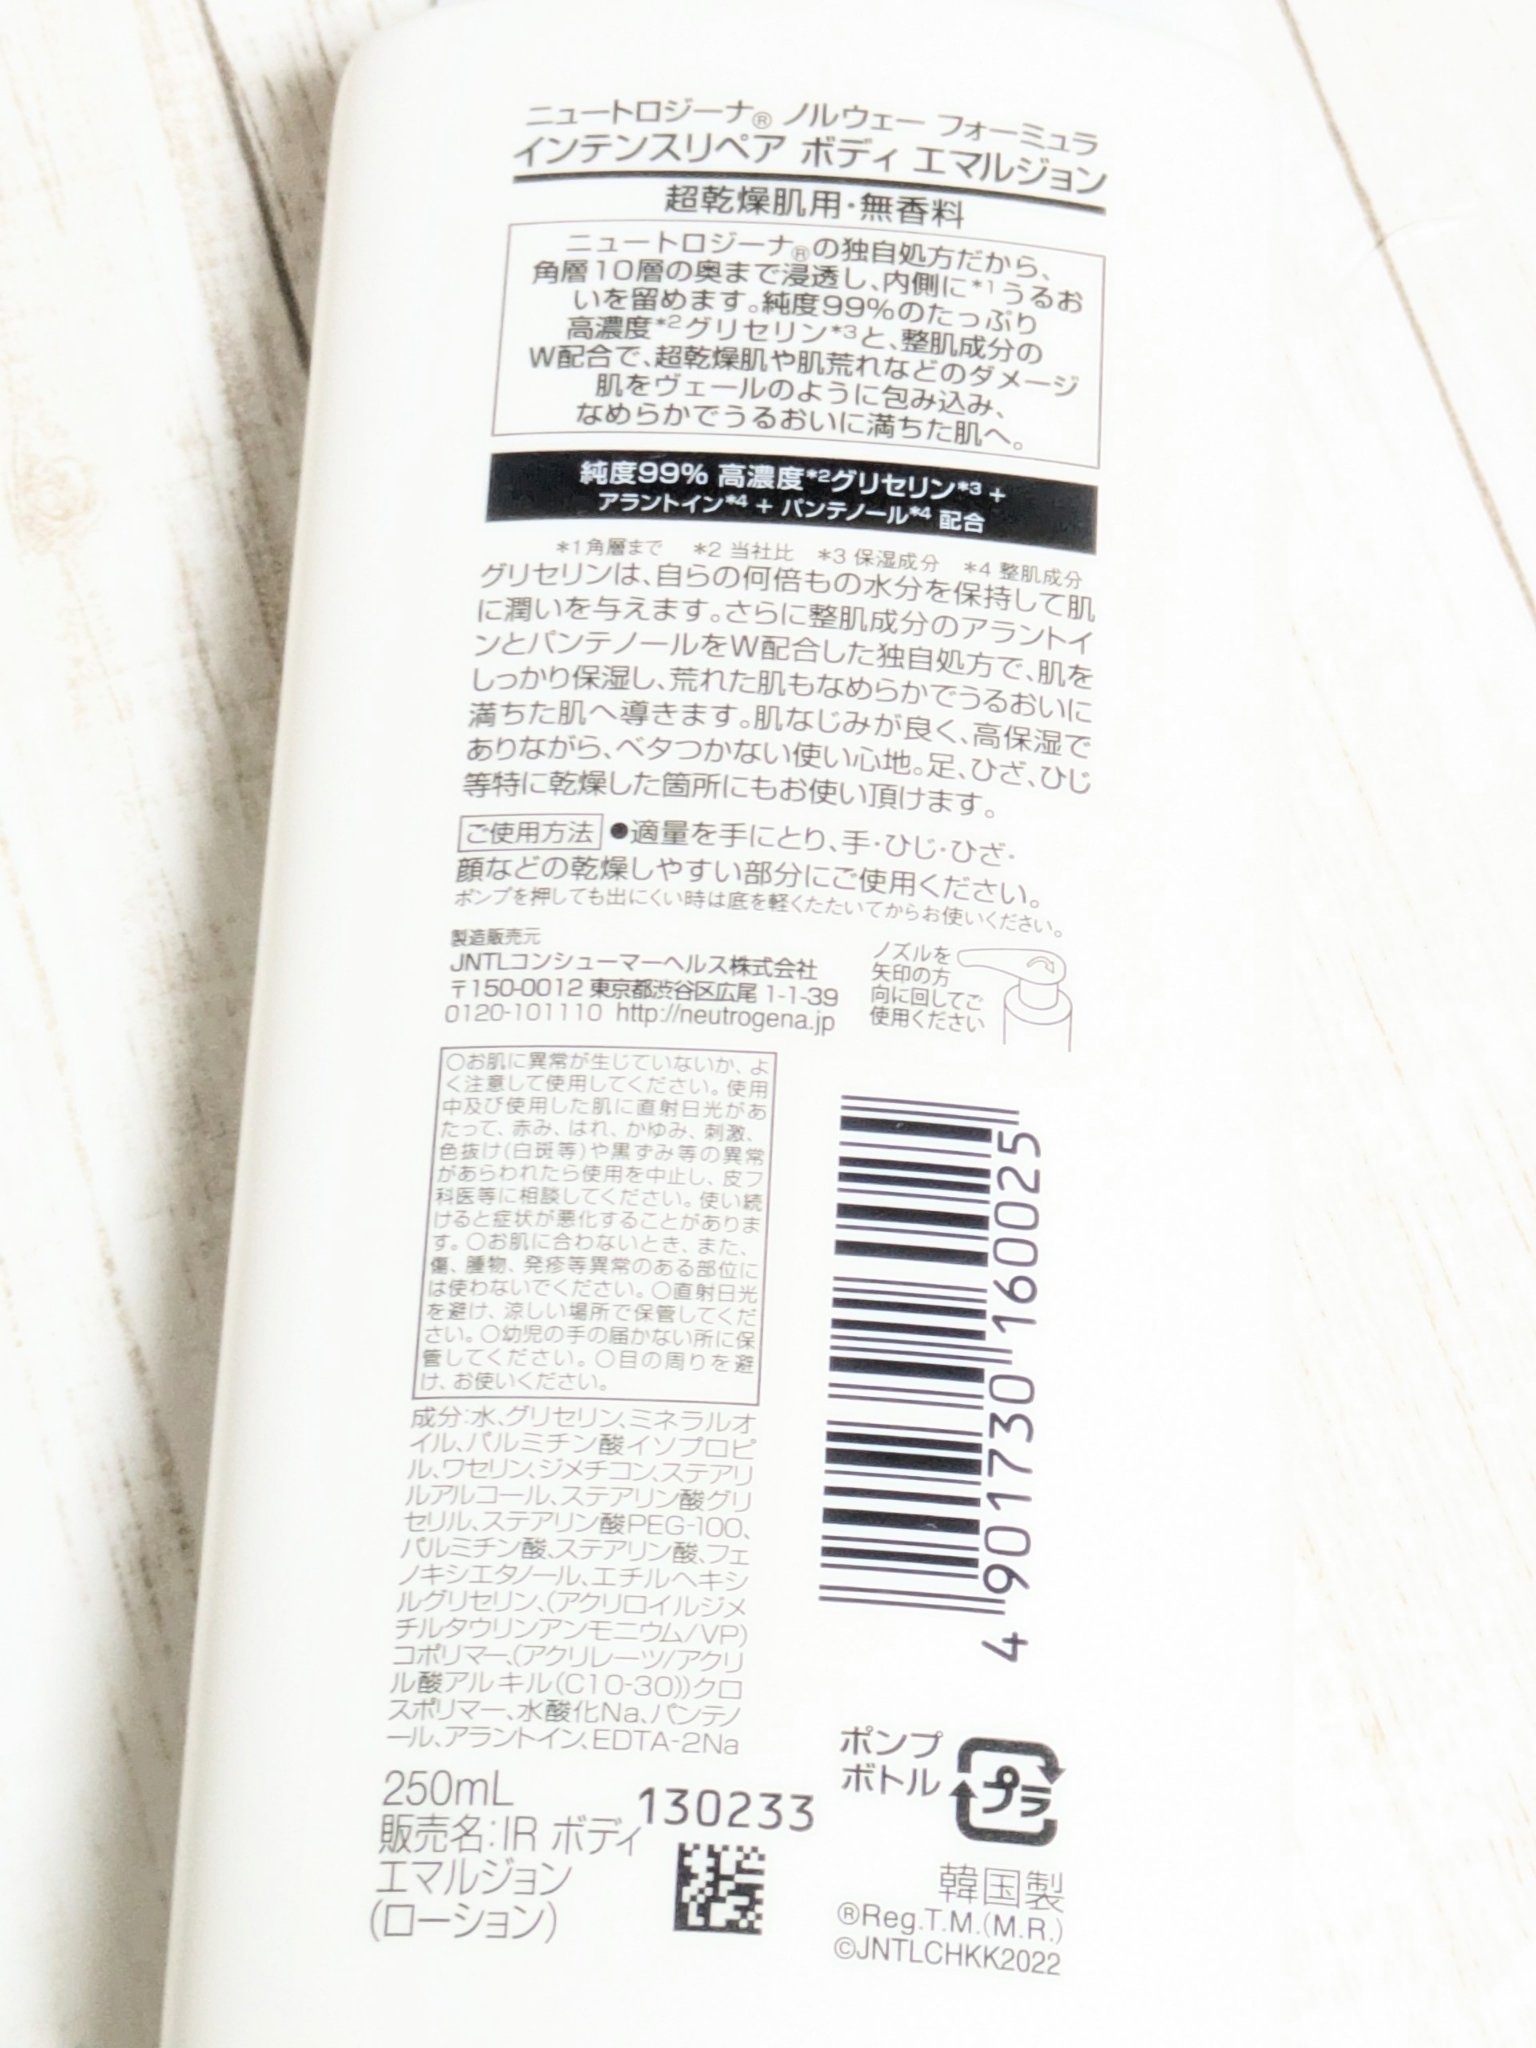 ニュートロジーナ® ノルウェー フォーミュラ
インテンスリペア ボディ エマルジョン
超乾燥肌用・無香料
ニュートロジーナ®の独自処方だから、
角層10層の奥まで浸透し、内側に*1うるお
いを留めます。純度99%のたっぷり
高濃度*2グリセリン*3と、整肌成分の
W配合で、超乾燥肌や肌荒れなどのダメージ
肌をヴェールのように包み込み、
なめらかでうるおいに満ちた肌へ。
純度99% 高濃度*2グリセリン*3 +
アラントイン*4 + パンテノール*4 配合
*1 角層まで *2 当社比 *3 保湿成分 *4 整肌成分
グリセリンは、自らの何倍もの水分を保持して肌
に潤いを与えます。さらに整肌成分のアラントイ
ンとパンテノールをW配合した独自処方で、肌を
しっかり保湿し、荒れた肌もなめらかでうるおいに
満ちた肌へ導きます。肌なじみが良く、高保湿で
ありながら、ベタつかない使い心地。足、ひざ、ひじ
等特に乾燥した箇所にもお使い頂けます。
ご使用方法 ●適量を手にとり、手・ひじ・ひざ・
顔などの乾燥しやすい部分にご使用ください。
ポンプを押しても出にくい時は底を軽くたたいてからお使いください。
製造販売元
JNTLコンシューマーヘルス株式会社
〒150-0012 東京都渋谷区広尾 1-1-39
0120-101110 http://neutrogena.jp
ノズルを
矢印の方
向に回してご
使用ください
○お肌に異常が生じていないか、よ
く注意して使用してください。使用
中及び使用した肌に直射日光があ
たって、赤み、はれ、かゆみ、刺激、
色抜け(白斑等)や黒ずみ等の異常
があらわれたら使用を中止し、皮フ
科医等に相談してください。使い続
けると症状が悪化することがありま
す。○お肌に合わないとき、また、
傷、腫物、発疹等異常のある部位に
は使わないでください。○直射日光
を避け、涼しい場所で保管してくだ
さい。○幼児の手の届かない所に保
管してください。○目の周りを避
け、お使いください。
成分:水、グリセリン、ミネラルオ
イル、パルミチン酸イソプロピ
ル、ワセリン、ジメチコン、ステアリ
ルアルコール、ステアリン酸グリ
セリル、ステアリン酸PEG-100、
パルミチン酸、ステアリン酸、フェ
ノキシエタノール、エチルヘキシ
ルグリセリン、(アクリロイルジメ
チルタウリンアンモニウム/VP)
コポリマー、(アクリレーツ/アクリ
ル酸アルキル(C10-30))クロ
スポリマー、水酸化Na、パンテノ
ール、アラントイン、EDTA-2Na
250mL
販売名:IR ボディ
エマルジョン
(ローション)
130233
4 901730 160025
ポンプ
ボトル
プラ
韓国製
®Reg.T.M.(M.R.)
©JNTLCHKK2022